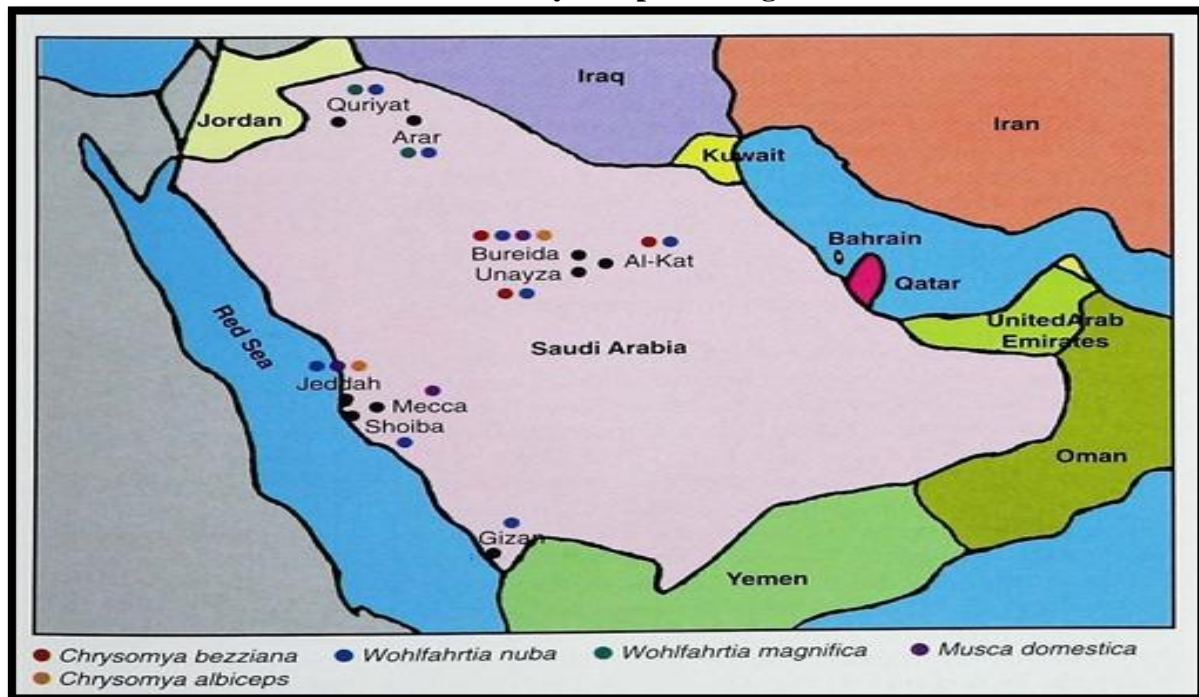 Iraq
Iran
Jordan
Quriyat
Arar
Kuwait
Bureida
Unayza
Al-Kat
Bahrain
Qatar
Red Sea
Saudi Arabia
UnitedArab
Emirates
Jeddah
Mecca
Shoiba
Oman
Gizan
Yemen
Chrysomya bezziana Wohlfahrtia nuba Wohlfahrtia magnifica Musca domestica
Chrysomya albiceps